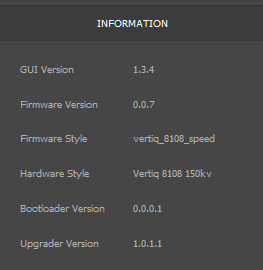 INFORMATION
GUI Version 1.3.4
Firmware Version 0.0.7
Firmware Style vertiq_8108_speed
Hardware Style Vertiq 8108 150kv
Bootloader Version 0.0.0.1
Upgrader Version 1.0.1.1